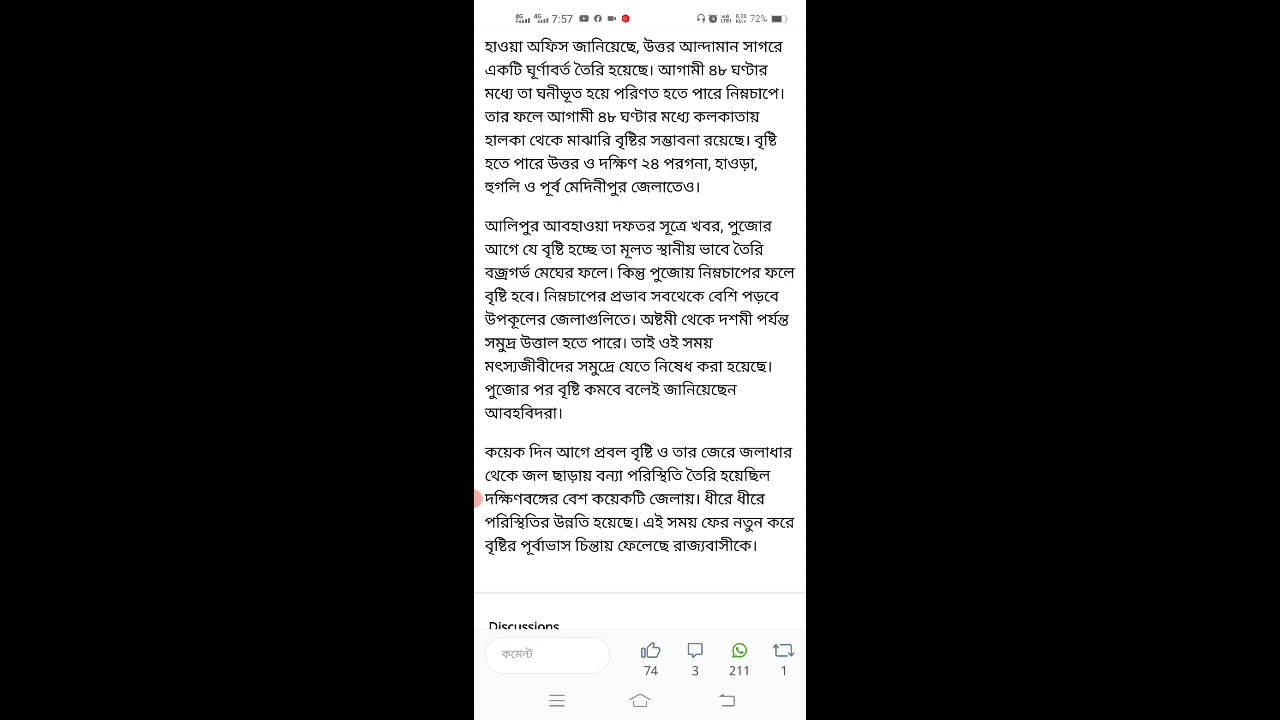 4G 4G 7:57 72%
হাওয়া অফিস জানিয়েছে, উত্তর আন্দামান সাগরে
একটি ঘূর্ণাবর্ত তৈরি হয়েছে। আগামী ৪৮ ঘণ্টার
মধ্যে তা ঘনীভূত হয়ে পরিণত হতে পারে নিম্নচাপে।
তার ফলে আগামী ৪৮ ঘণ্টার মধ্যে কলকাতায়
হালকা থেকে মাঝারি বৃষ্টির সম্ভাবনা রয়েছে। বৃষ্টি
হতে পারে উত্তর ও দক্ষিণ ২৪ পরগনা, হাওড়া,
হুগলি ও পূর্ব মেদিনীপুর জেলাতেও।
আলিপুর আবহাওয়া দফতর সূত্রে খবর, পুজোর
আগে যে বৃষ্টি হচ্ছে তা মূলত স্থানীয় ভাবে তৈরি
বজ্রগর্ভ মেঘের ফলে। কিন্তু পুজোয় নিম্নচাপের ফলে
বৃষ্টি হবে। নিম্নচাপের প্রভাব সবথেকে বেশি পড়বে
উপকূলের জেলাগুলিতে। অষ্টমী থেকে দশমী পর্যন্ত
সমুদ্র উত্তাল হতে পারে। তাই ওই সময়
মৎস্যজীবীদের সমুদ্রে যেতে নিষেধ করা হয়েছে।
পুজোর পর বৃষ্টি কমবে বলেই জানিয়েছেন
আবহবিদরা।
কয়েক দিন আগে প্রবল বৃষ্টি ও তার জেরে জলাধার
থেকে জল ছাড়ায় বন্যা পরিস্থিতি তৈরি হয়েছিল
দক্ষিণবঙ্গের বেশ কয়েকটি জেলায়। ধীরে ধীরে
পরিস্থিতির উন্নতি হয়েছে। এই সময় ফের নতুন করে
বৃষ্টির পূর্বাভাস চিন্তায় ফেলেছে রাজ্যবাসীকে।
Discussions
কমেন্ট
74 3 211 1